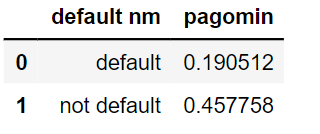 default nm pagomin
0 default 0.190512
1 not default 0.457758